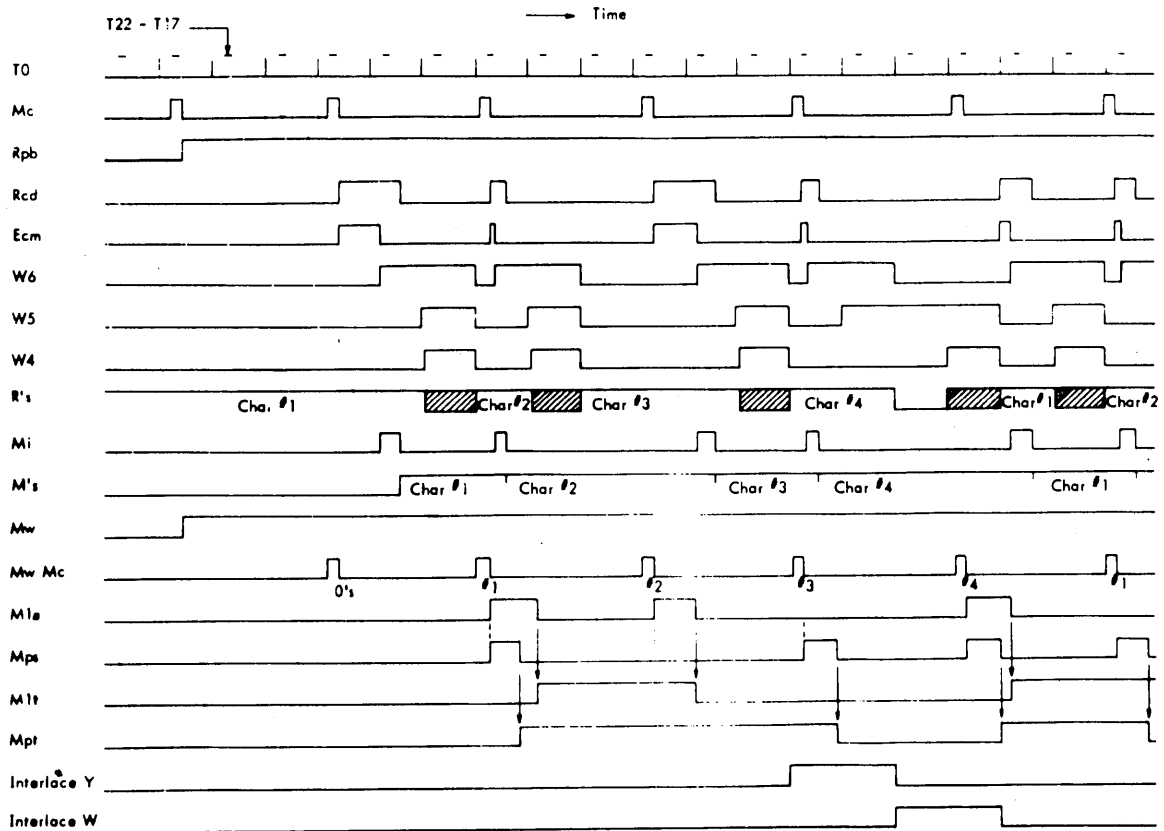 T22 - T17
Time
T0
Mc
Rpb
Rcd
Ecm
W6
W5
W4
R's
Char #1
Char #2
Char #3
Char #4
Char #1
Char #2
Mi
M's
Char #1
Char #2
Char #3
Char #4
Char #1
Mw
Mw Mc
0's
#1
#2
#3
#4
#1
M1s
Mps
M1t
Mpt
Interlace Y
Interlace W